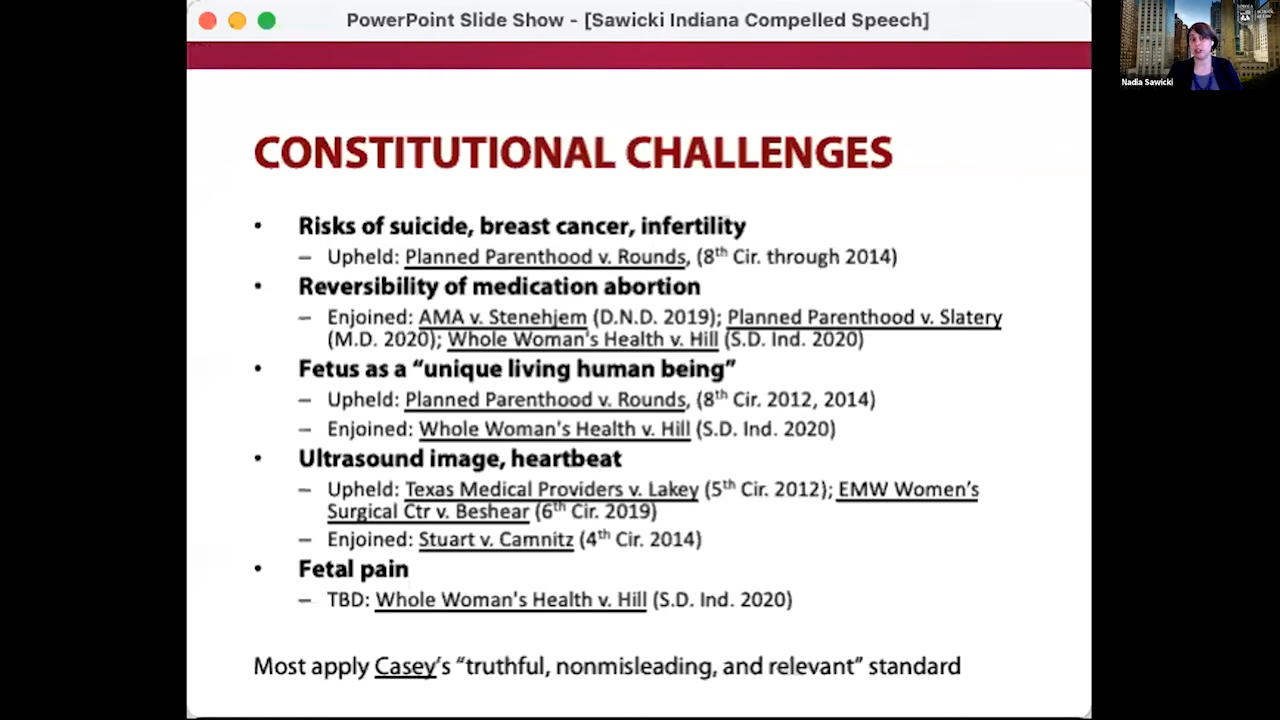 PowerPoint Slide Show - [Sawicki Indiana Compelled Speech]
CONSTITUTIONAL CHALLENGES
• Risks of suicide, breast cancer, infertility
– Upheld: Planned Parenthood v. Rounds, (8th Cir. through 2014)
• Reversibility of medication abortion
– Enjoined: AMA v. Stenehjem (D.N.D. 2019); Planned Parenthood v. Slatery
(M.D. 2020); Whole Woman's Health v. Hill (S.D. Ind. 2020)
• Fetus as a “unique living human being”
– Upheld: Planned Parenthood v. Rounds, (8th Cir. 2012, 2014)
– Enjoined: Whole Woman's Health v. Hill (S.D. Ind. 2020)
• Ultrasound image, heartbeat
– Upheld: Texas Medical Providers v. Lakey (5th Cir. 2012); EMW Women’s
Surgical Ctr v. Beshear (6th Cir. 2019)
– Enjoined: Stuart v. Camnitz (4th Cir. 2014)
• Fetal pain
– TBD: Whole Woman's Health v. Hill (S.D. Ind. 2020)
Most apply Casey’s “truthful, nonmisleading, and relevant” standard
Nadia Sawicki